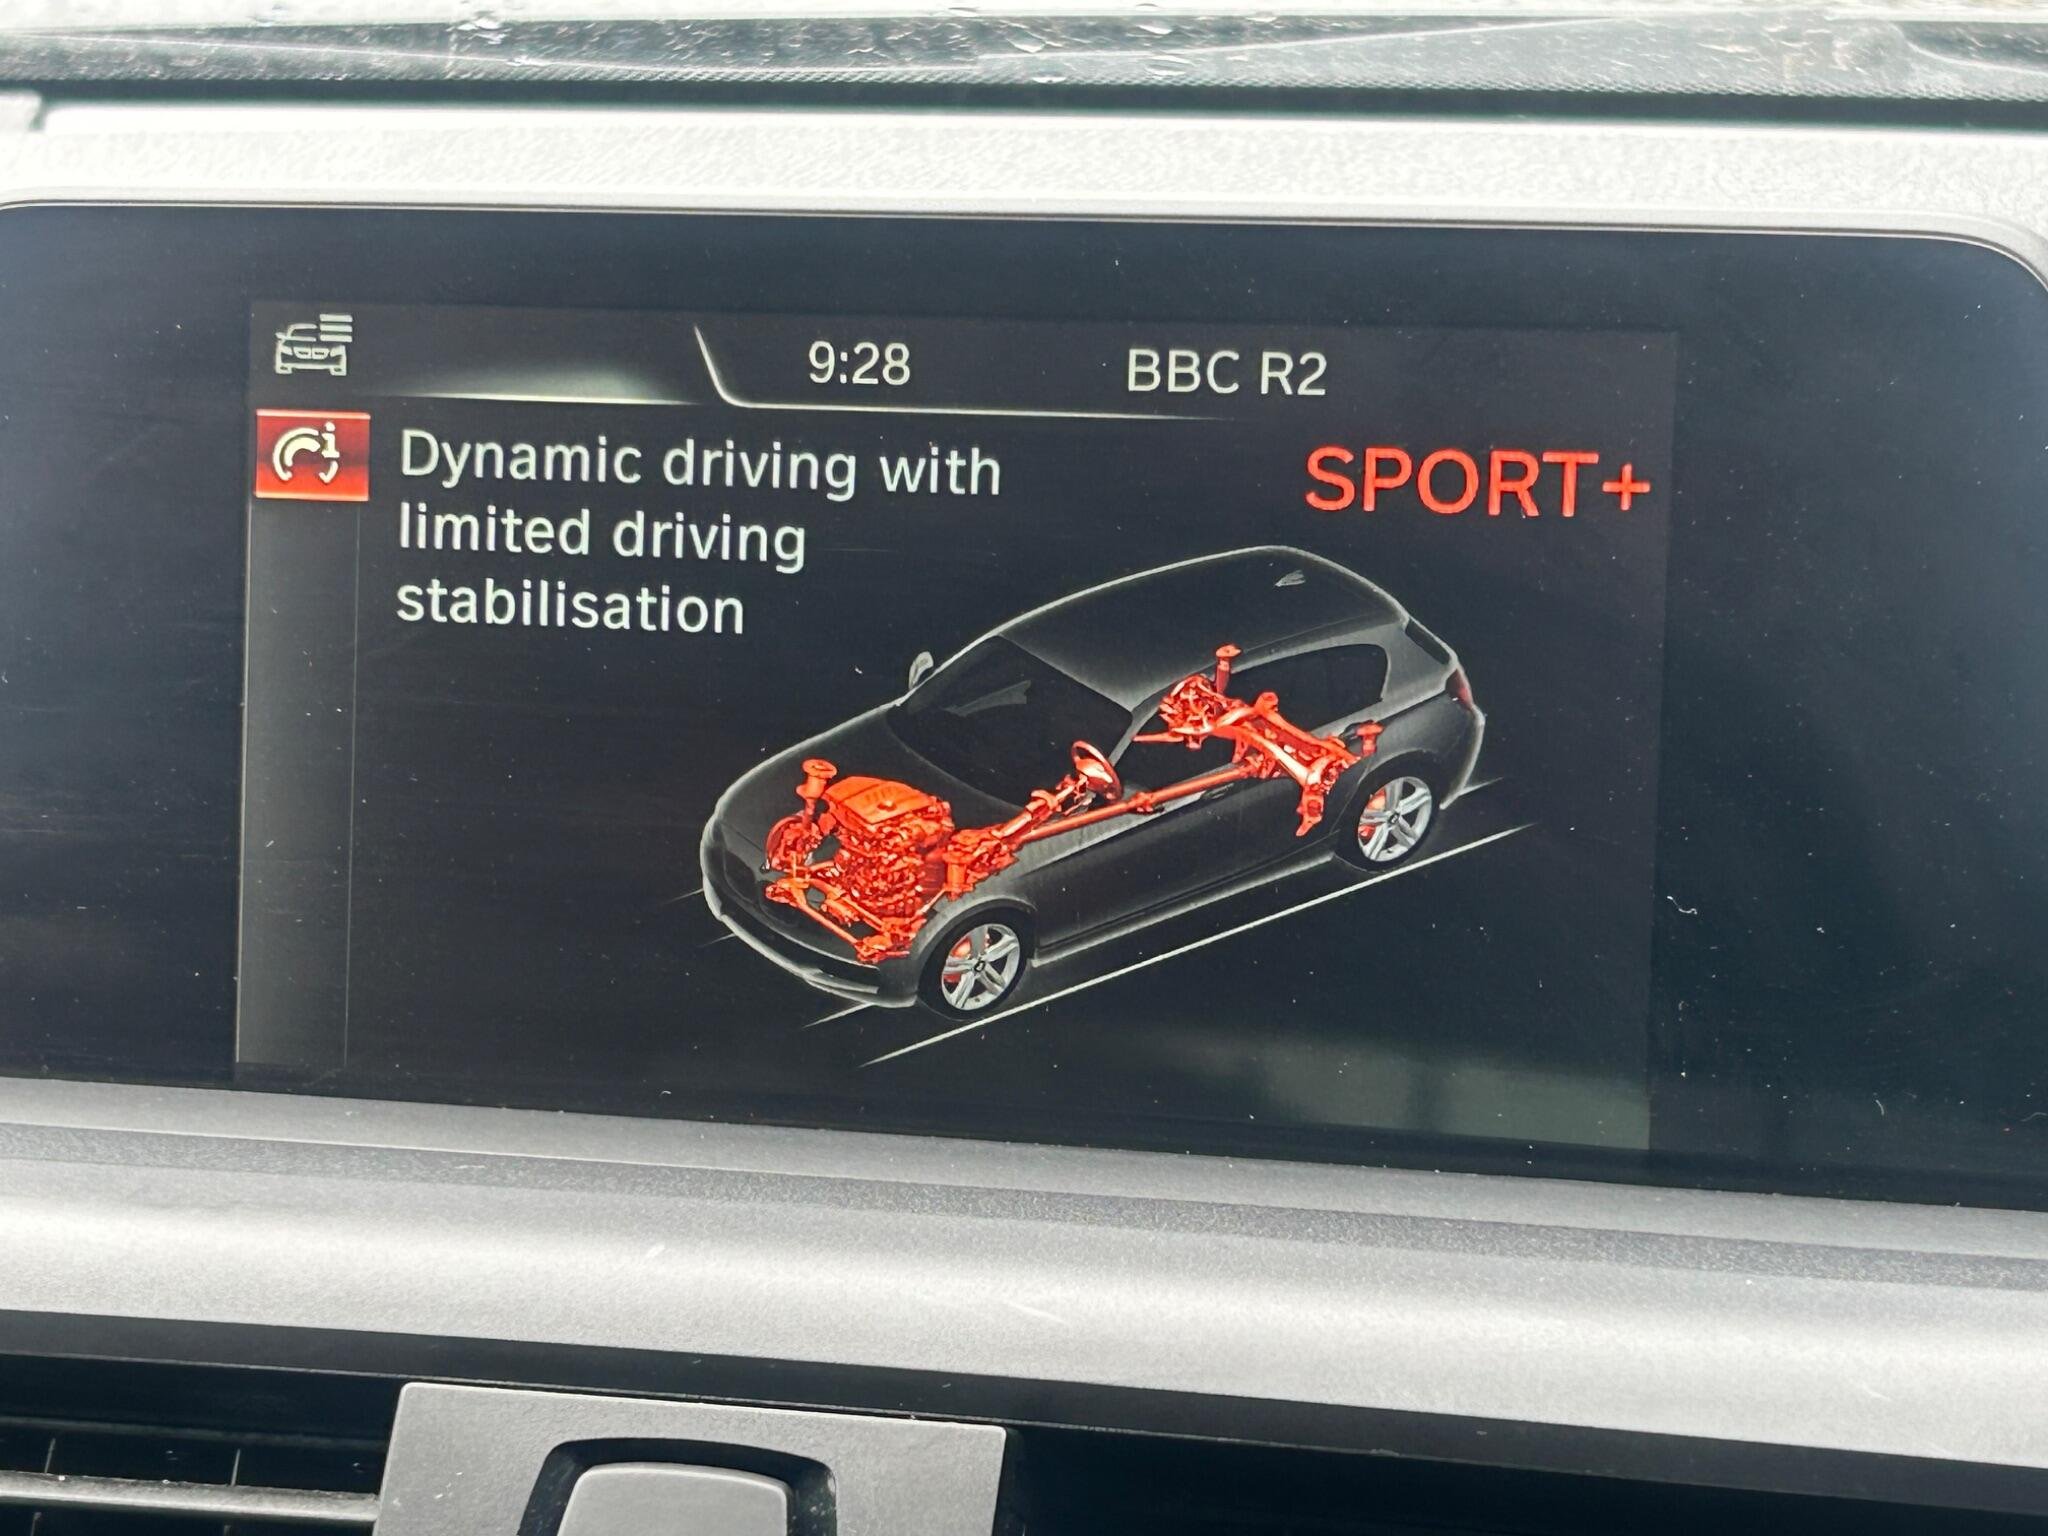 9:28
BBC R2
Dynamic driving with
limited driving
stabilisation
SPORT+